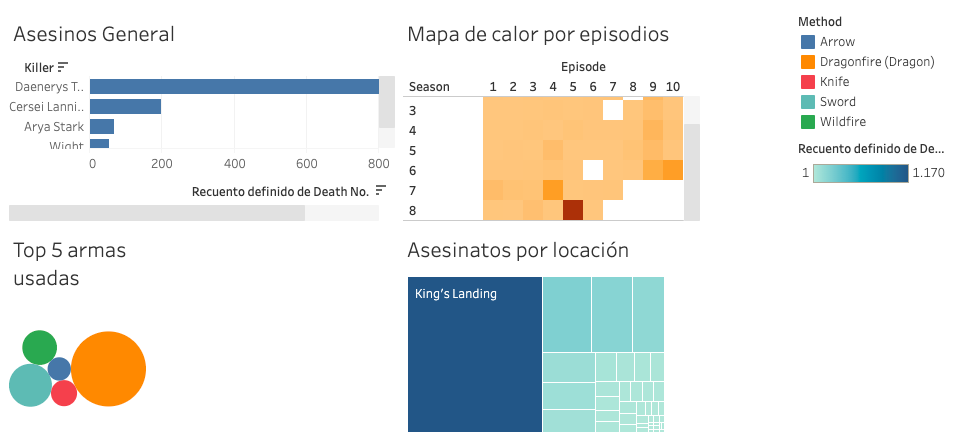 Asesinos General
Killer
Daenerys T..
Cersei Lanni..
Arya Stark
Wight
0 200 400 600 800
Recuento definido de Death No.
Mapa de calor por episodios
Episode
Season 1 2 3 4 5 6 7 8 9 10
3
4
5
6
7
8
Top 5 armas
usadas
Asesinatos por locación
King's Landing
Method
Arrow
Dragonfire (Dragon)
Knife
Sword
Wildfire
Recuento definido de De...
1 1.170